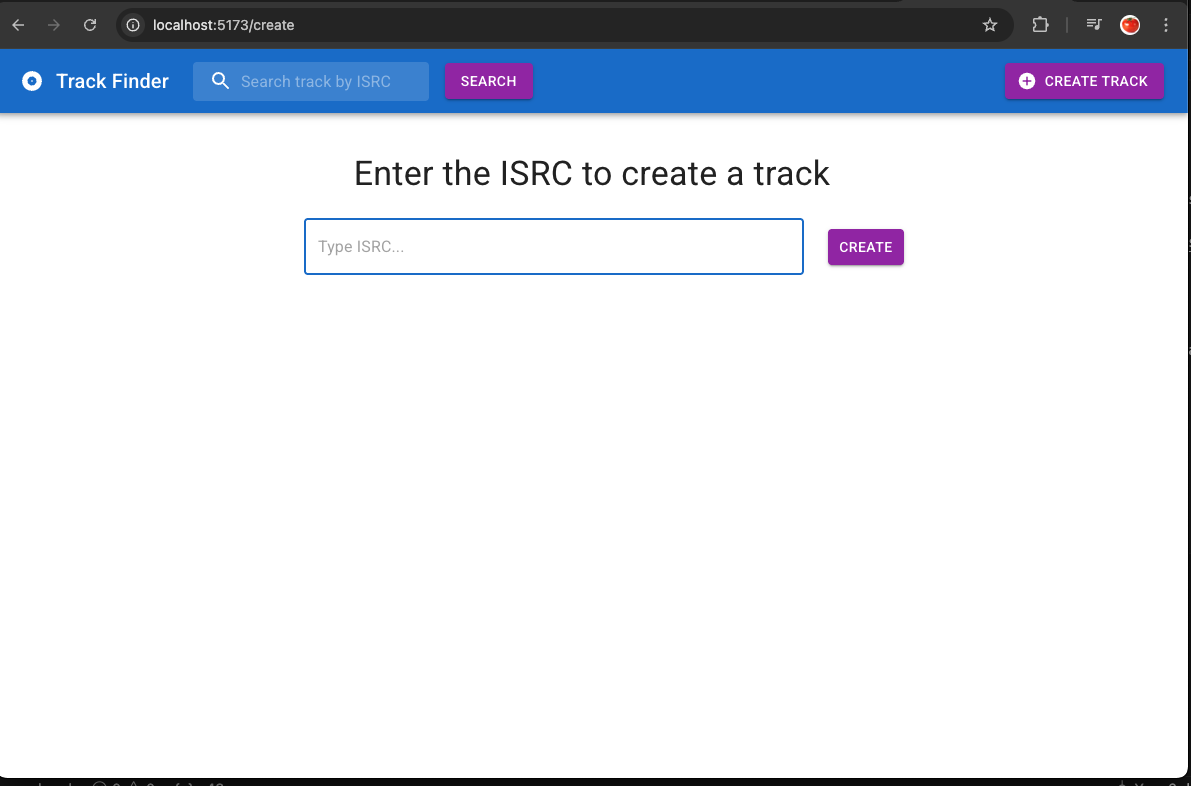 localhost:5173/create
Track Finder
Search track by ISRC
SEARCH
CREATE TRACK
Enter the ISRC to create a track
Type ISRC...
CREATE